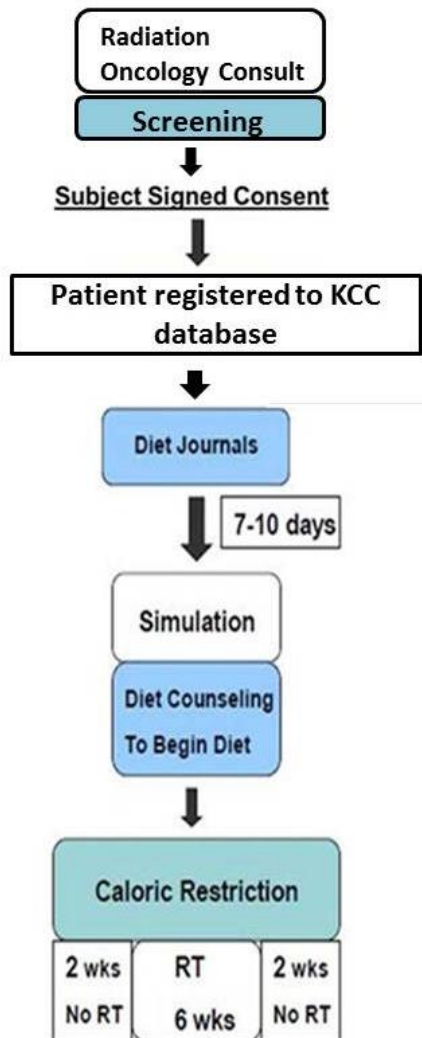 Radiation
Oncology Consult
Screening
Subject Signed Consent
Patient registered to KCC
database
Diet Journals
7-10 days
Simulation
Diet Counseling
To Begin Diet
Caloric Restriction
2 wks
No RT
RT
6 wks
2 wks
No RT